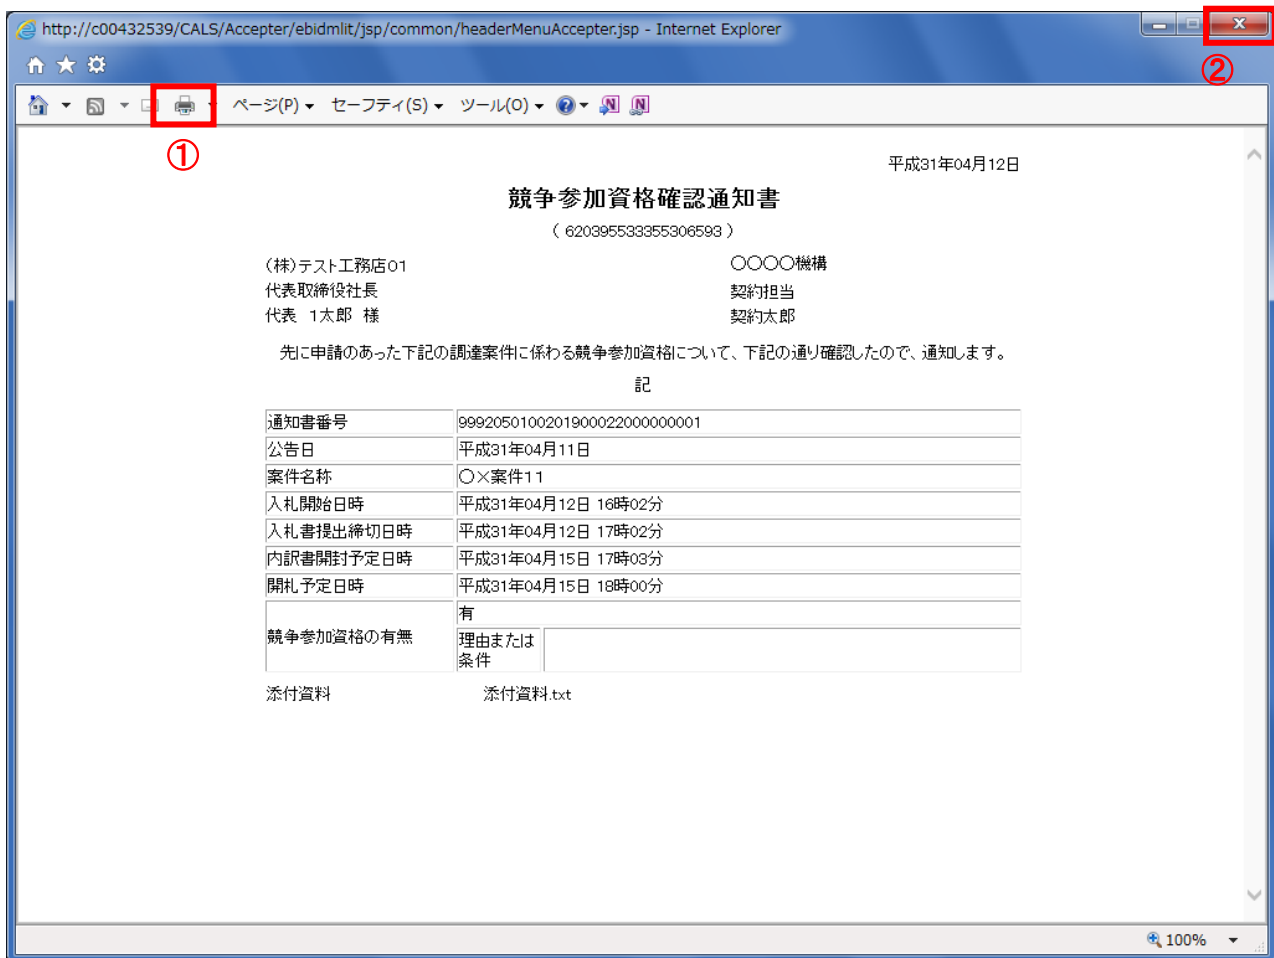 http://c00432539/CALS/Accepter/ebidmlit/jsp/common/headerMenuAccepter.jsp - Internet Explorer
②
ページ(P) セーフティ(S) ツール(O)
①
平成31年04月12日
競争参加資格確認通知書
( 620395533355306593 )
(株)テスト工務店01 〇〇〇〇機構
代表取締役社長 契約担当
代表 1太郎 様 契約太郎
先に申請のあった下記の調達案件に係わる競争参加資格について、下記の通り確認したので、通知します。
記
通知書番号 99920501002019000220000000001
公告日 平成31年04月11日
案件名称 〇×案件11
入札開始日時 平成31年04月12日 16時02分
入札書提出締切日時 平成31年04月12日 17時02分
内訳書開封予定日時 平成31年04月15日 17時03分
開札予定日時 平成31年04月15日 18時00分
競争参加資格の有無 有
理由または
条件
添付資料 添付資料.txt
100%